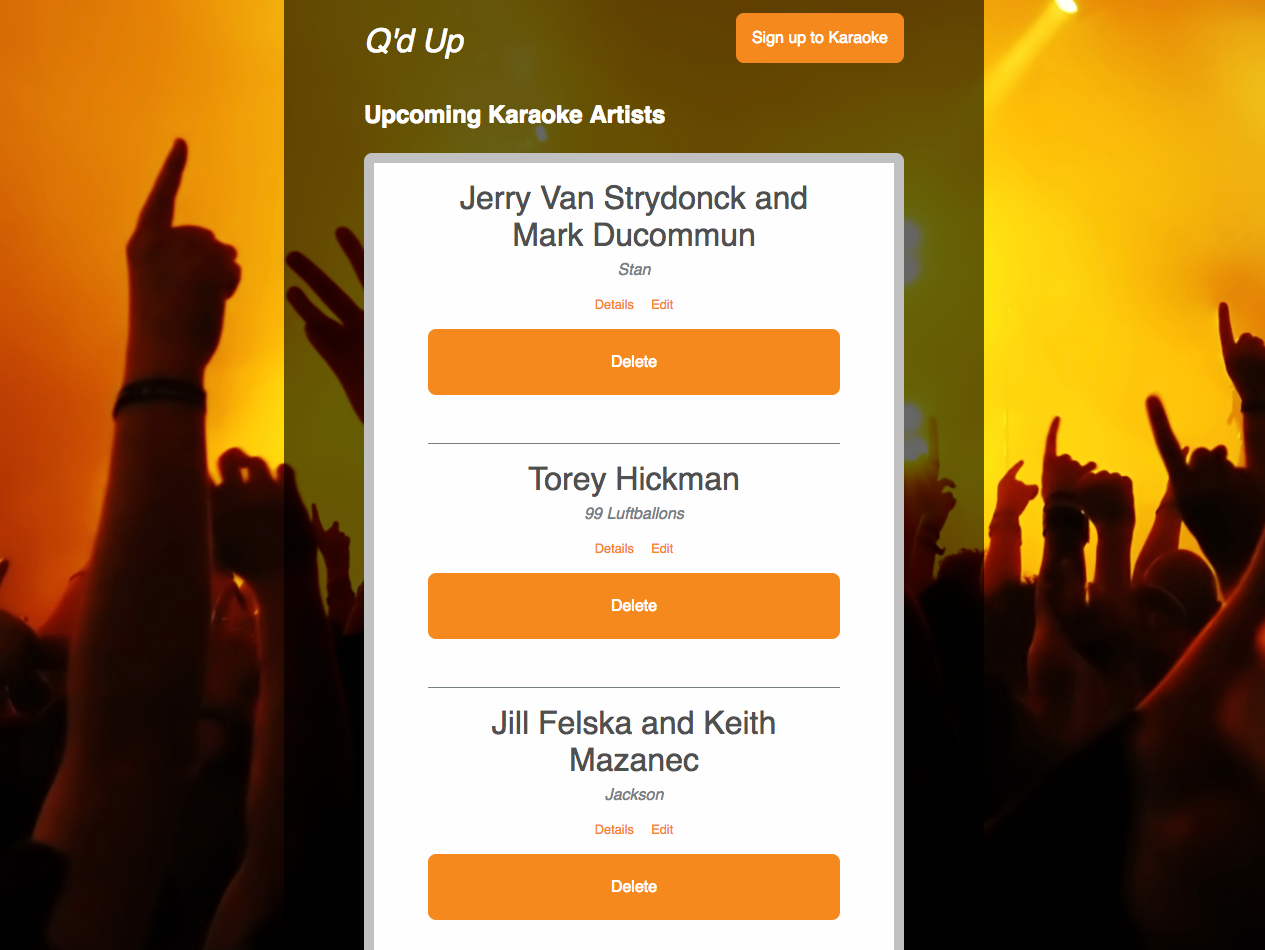 Q'd Up
Sign up to Karaoke
Upcoming Karaoke Artists
Jerry Van Strydonck and
Mark Ducommun
Stan
Details Edit
Delete
Torey Hickman
99 Luftballons
Details Edit
Delete
Jill Felska and Keith
Mazanec
Jackson
Details Edit
Delete